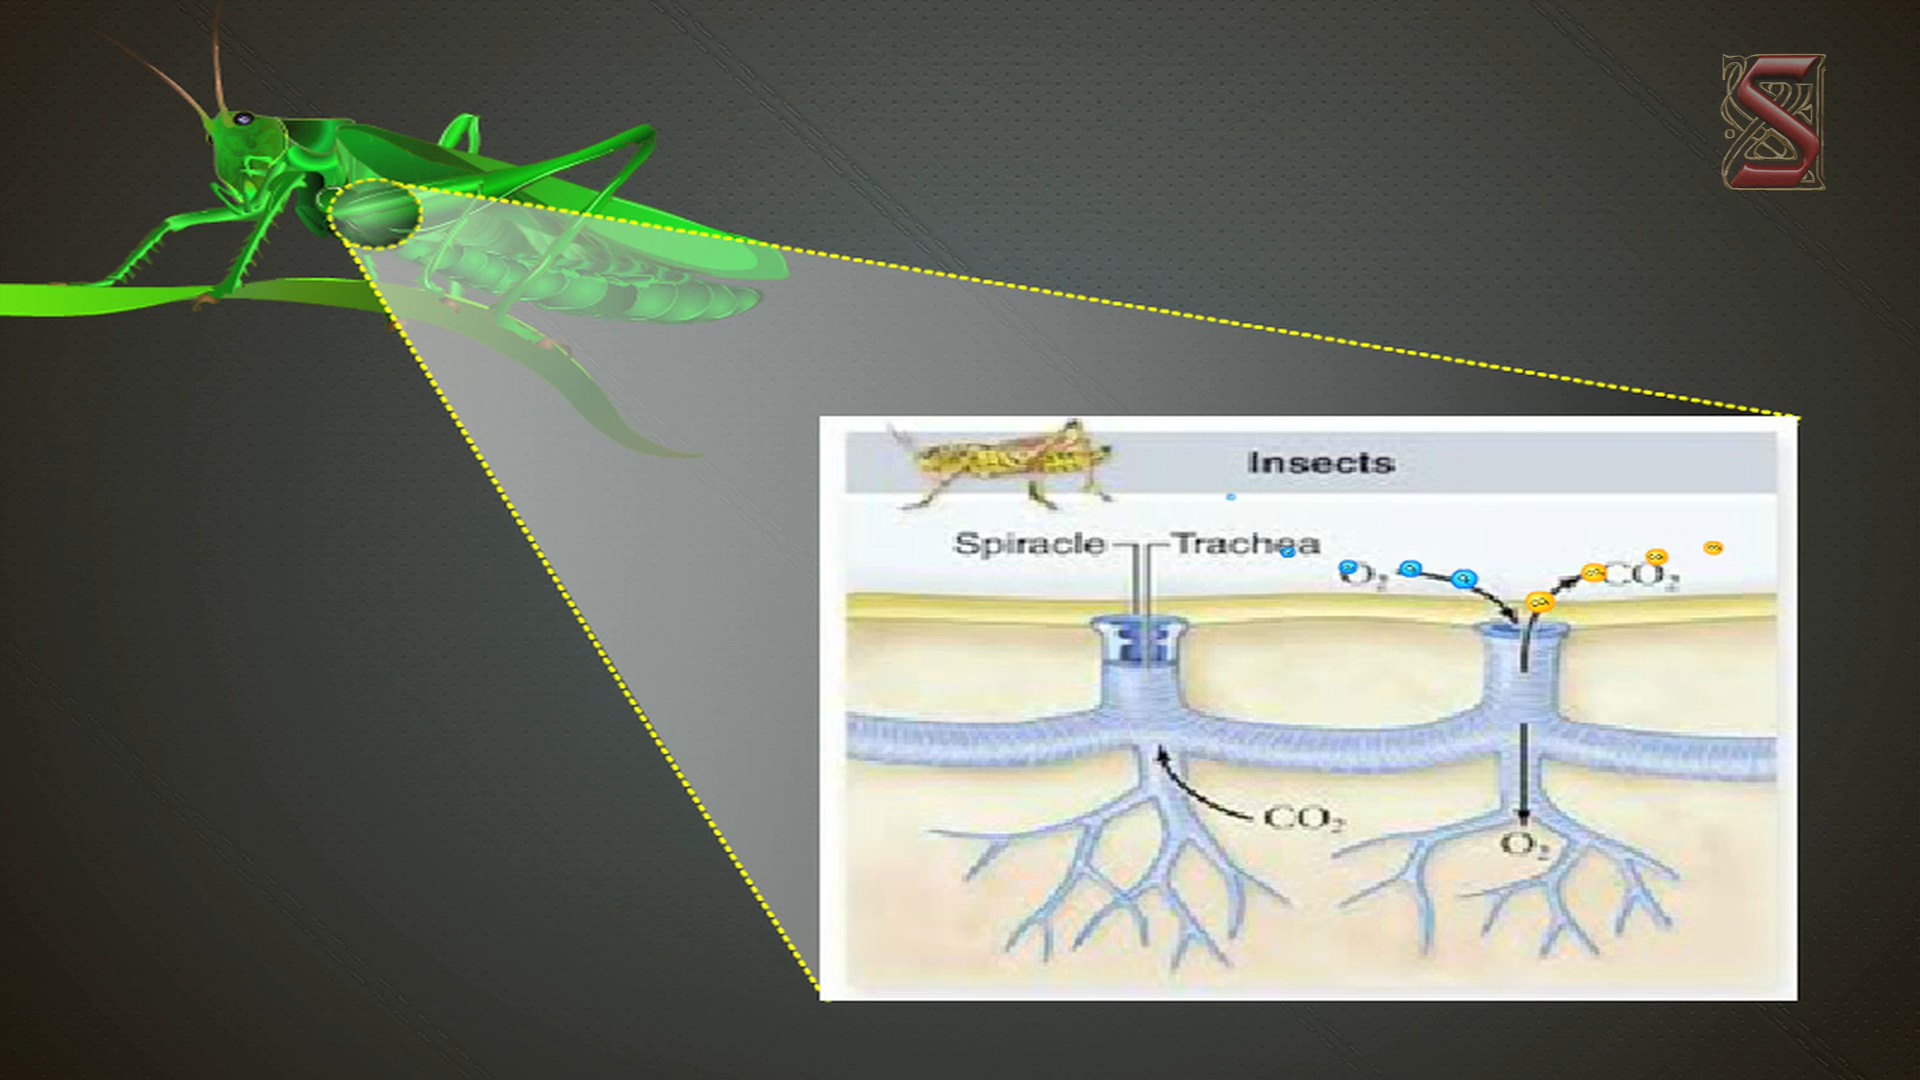 Insects
Spiracle
Trachea
O₂
CO₂
CO₂
O₂
S